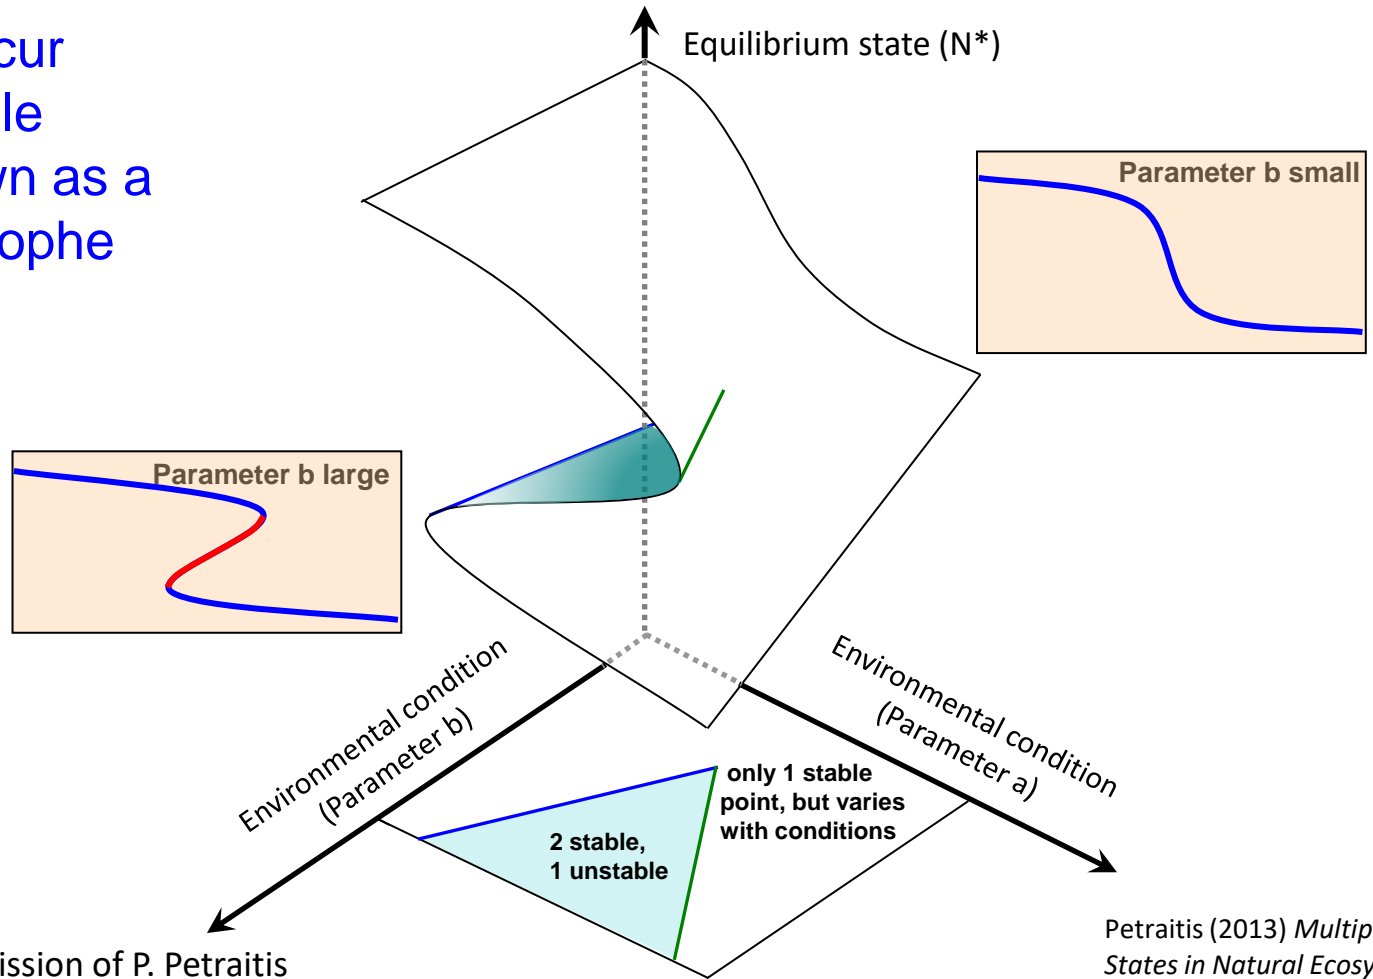 cur
le
wn as a
ophe
Equilibrium state (N*)
Parameter b small
Parameter b large
Environmental condition
(Parameter b)
Environmental condition
(Parameter a)
only 1 stable
point, but varies
with conditions
2 stable,
1 unstable
ission of P. Petraitis
Petraitis (2013) Multip
States in Natural Ecosy